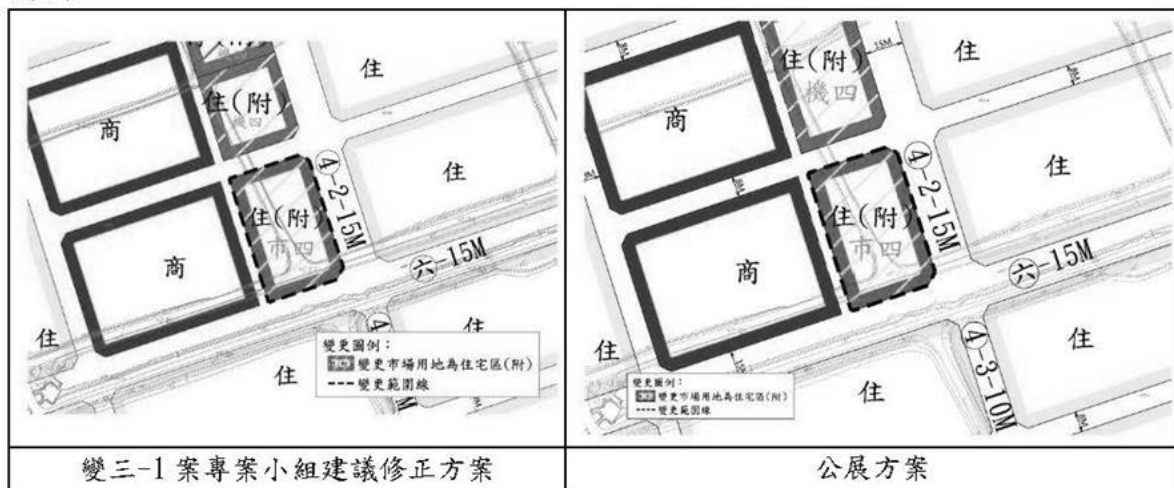 住
住(附)
機四
商
④-2-15M
住
住(附)
市四
商
㊅-15M
住
住
住
變更圖例：
變更市場用地為住宅區(附)
變更範圍線
變三-1案專案小組建議修正方案
住
住(附)
機四
15M
商
④-2-15M
住
住(附)
市四
商
㊅-15M
住
住
住
④-3-10M
變更圖例：
變更市場用地為住宅區(附)
變更範圍線
公展方案